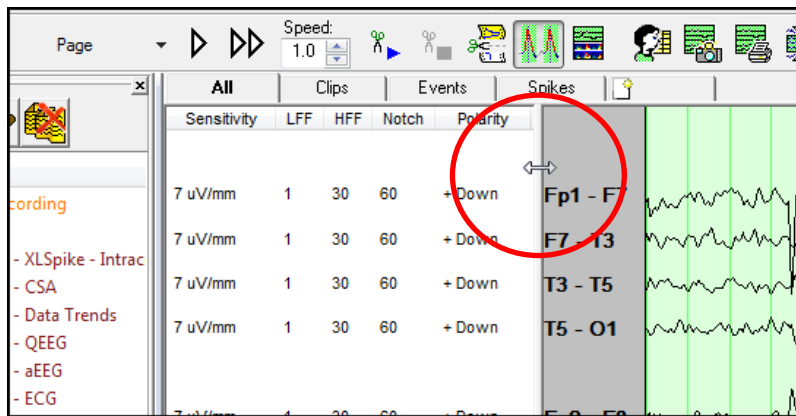 Page
Speed:
1.0
All Clips Events Spikes
Sensitivity LFF HFF Notch Polarity
cording
7 uV/mm 1 30 60 + Down Fp1 - F7
7 uV/mm 1 30 60 + Down F7 - T3
- XLSpike - Intrac
7 uV/mm 1 30 60 + Down T3 - T5
- CSA
- Data Trends
7 uV/mm 1 30 60 + Down T5 - O1
- QEEG
- aEEG
- ECG